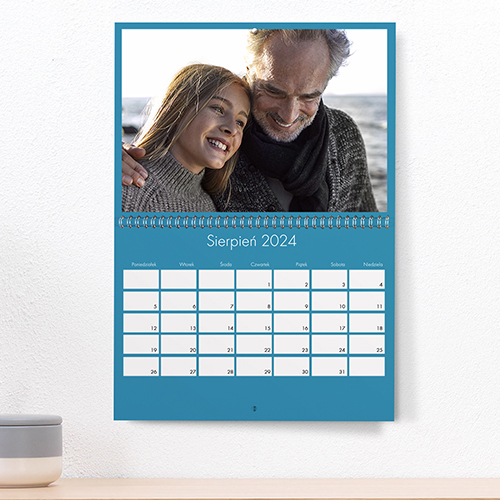 Sierpień 2024
Poniedziałek Wtorek Środa Czwartek Piątek Sobota Niedziela
1 2 3 4
5 6 7 8 9 10 11
12 13 14 15 16 17 18
19 20 21 22 23 24 25
26 27 28 29 30 31